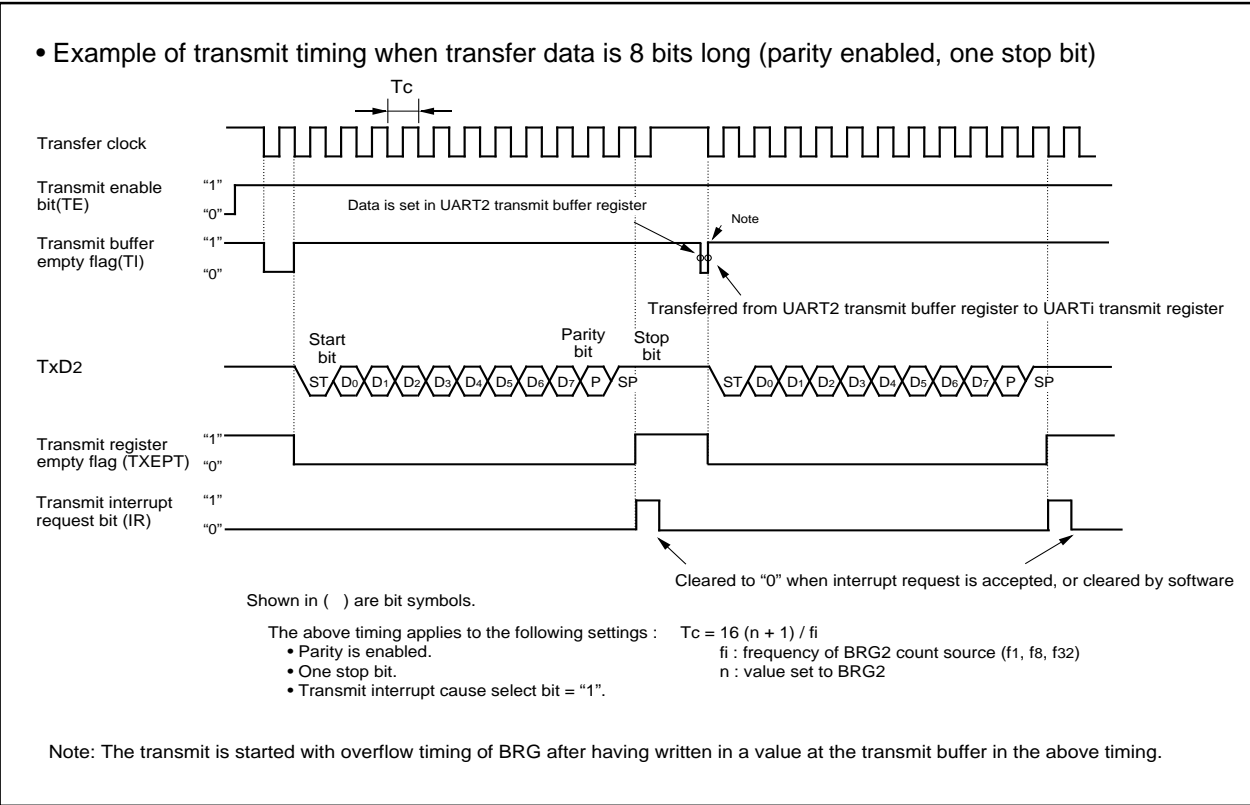 • Example of transmit timing when transfer data is 8 bits long (parity enabled, one stop bit)
Tc
Transfer clock
Transmit enable
bit(TE)
“1”
“0”
Data is set in UART2 transmit buffer register
Note
Transmit buffer
empty flag(TI)
“1”
“0”
Transferred from UART2 transmit buffer register to UARTi transmit register
Start
bit
Parity
bit
Stop
bit
TxD2
ST D0 D1 D2 D3 D4 D5 D6 D7 P SP
ST D0 D1 D2 D3 D4 D5 D6 D7 P SP
Transmit register
empty flag (TXEPT)
“1”
“0”
Transmit interrupt
request bit (IR)
“1”
“0”
Cleared to “0” when interrupt request is accepted, or cleared by software
Shown in ( ) are bit symbols.
The above timing applies to the following settings :
• Parity is enabled.
• One stop bit.
• Transmit interrupt cause select bit = “1”.
Tc = 16 (n + 1) / fi
fi : frequency of BRG2 count source (f1, f8, f32)
n : value set to BRG2
Note: The transmit is started with overflow timing of BRG after having written in a value at the transmit buffer in the above timing.